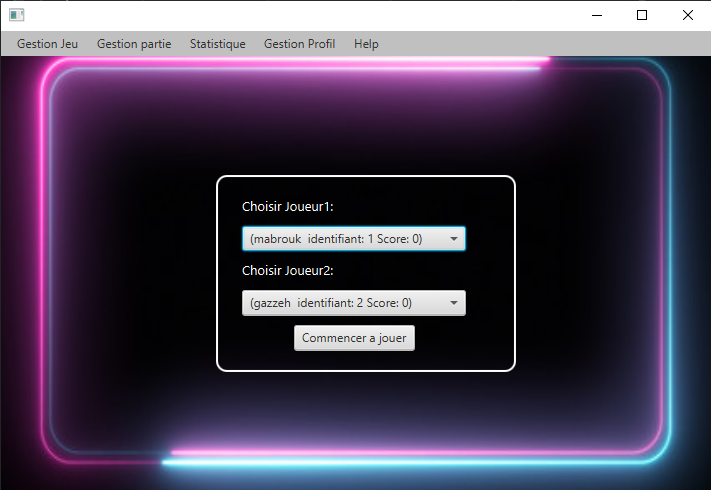 Gestion Jeu Gestion partie Statistique Gestion Profil Help
Choisir Joueur1:
(mabrouk  identifiant: 1 Score: 0)
Choisir Joueur2:
(gazzeh  identifiant: 2 Score: 0)
Commencer a jouer